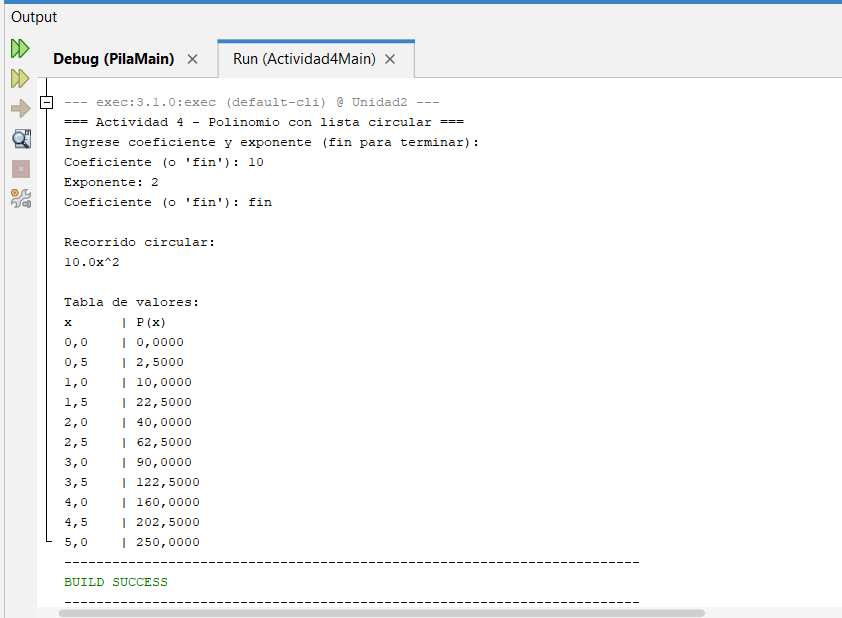 Output
Debug (PilaMain) × Run (Actividad4Main) ×
--- exec:3.1.0:exec (default-cli) @ Unidad2 ---
=== Actividad 4 - Polinomio con lista circular ===
Ingrese coeficiente y exponente (fin para terminar):
Coeficiente (o 'fin'): 10
Exponente: 2
Coeficiente (o 'fin'): fin
Recorrido circular:
10.0x^2
Tabla de valores:
x | P(x)
0,0 | 0,0000
0,5 | 2,5000
1,0 | 10,0000
1,5 | 22,5000
2,0 | 40,0000
2,5 | 62,5000
3,0 | 90,0000
3,5 | 122,5000
4,0 | 160,0000
4,5 | 202,5000
5,0 | 250,0000
------------------------------------------------------------------------
BUILD SUCCESS
------------------------------------------------------------------------